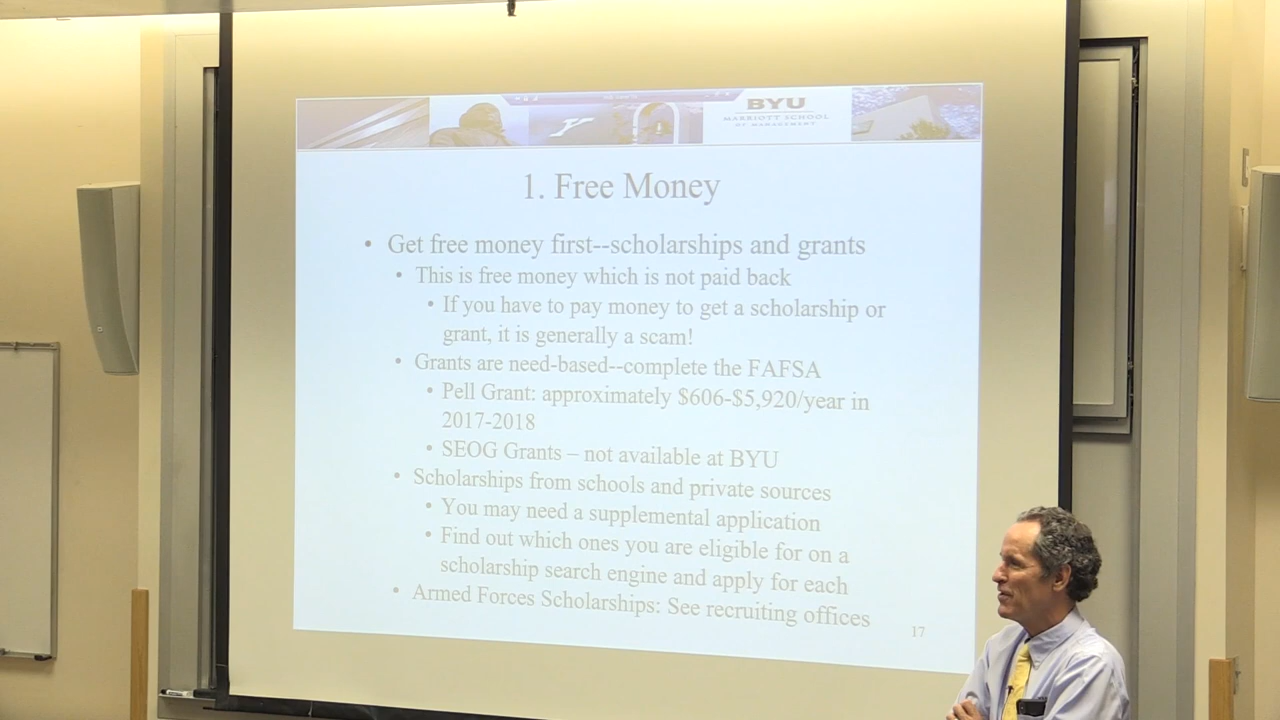 Y
BYU
MARRIOTT SCHOOL
OF MANAGEMENT
1. Free Money
• Get free money first--scholarships and grants
• This is free money which is not paid back
• If you have to pay money to get a scholarship or
grant, it is generally a scam!
• Grants are need-based--complete the FAFSA
• Pell Grant: approximately $606-$5,920/year in
2017-2018
• SEOG Grants – not available at BYU
• Scholarships from schools and private sources
• You may need a supplemental application
• Find out which ones you are eligible for on a
scholarship search engine and apply for each
• Armed Forces Scholarships: See recruiting offices
17